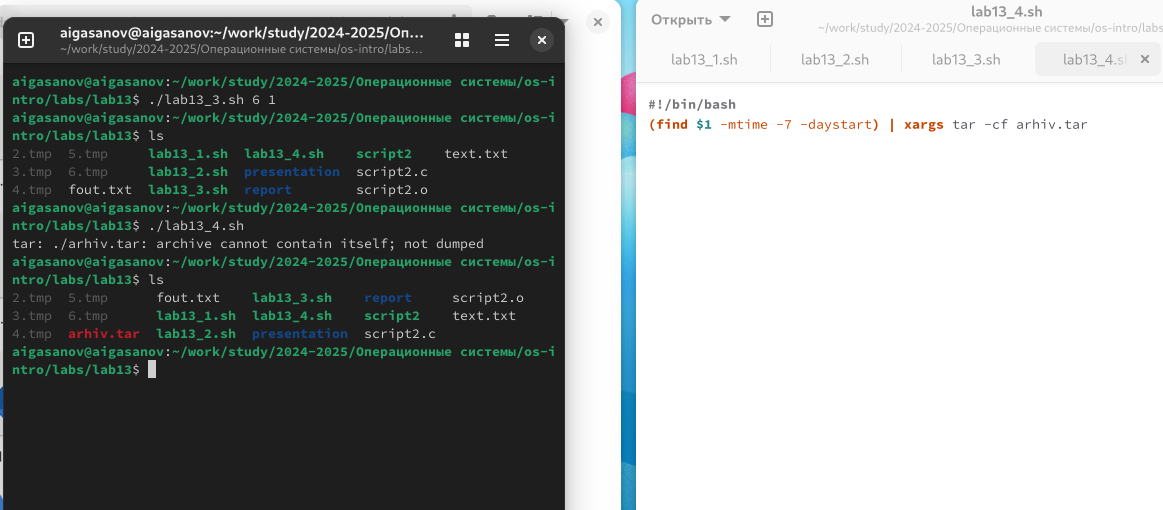 aigasanov@aigasanov:~/work/study/2024-2025/Оп...
~/work/study/2024-2025/Операционные системы/os-intro/labs...
aigasanov@aigasanov:~/work/study/2024-2025/Операционные системы/os-i
ntro/labs/lab13$ ./lab13_3.sh 6 1
aigasanov@aigasanov:~/work/study/2024-2025/Операционные системы/os-i
ntro/labs/lab13$ ls
2.tmp 5.tmp lab13_1.sh lab13_4.sh script2 text.txt
3.tmp 6.tmp lab13_2.sh presentation script2.c
4.tmp fout.txt lab13_3.sh report script2.o
aigasanov@aigasanov:~/work/study/2024-2025/Операционные системы/os-i
ntro/labs/lab13$ ./lab13_4.sh
tar: ./arhiv.tar: archive cannot contain itself; not dumped
aigasanov@aigasanov:~/work/study/2024-2025/Операционные системы/os-i
ntro/labs/lab13$ ls
2.tmp 5.tmp fout.txt lab13_3.sh report script2.o
3.tmp 6.tmp lab13_1.sh lab13_4.sh script2 text.txt
4.tmp arhiv.tar lab13_2.sh presentation script2.c
aigasanov@aigasanov:~/work/study/2024-2025/Операционные системы/os-i
ntro/labs/lab13$
Открыть
lab13_4.sh
~/work/study/2024-2025/Операционные системы/os-intro/labs
lab13_1.sh lab13_2.sh lab13_3.sh lab13_4.s
#!/bin/bash
(find $1 -mtime -7 -daystart) | xargs tar -cf arhiv.tar